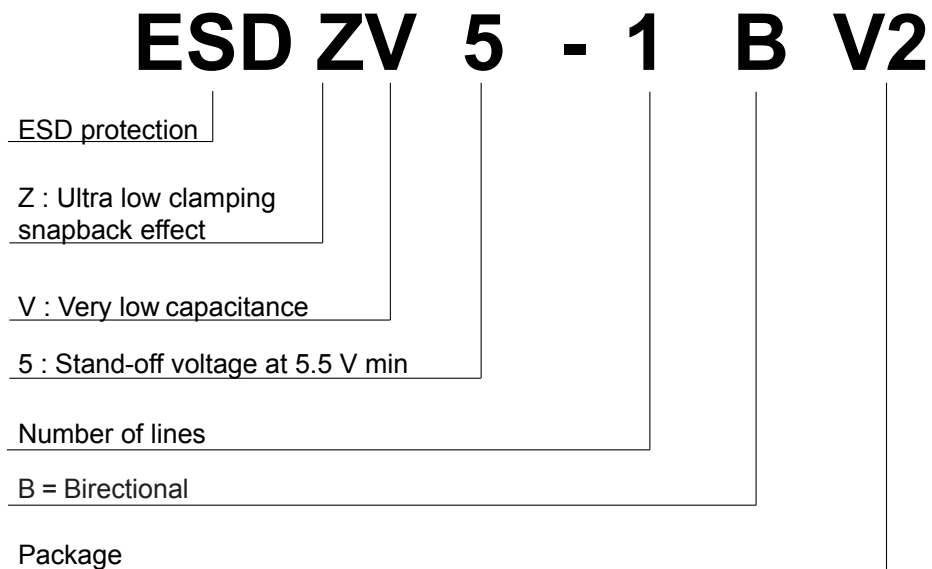 ESD ZV 5 - 1 B V2
ESD protection
Z : Ultra low clamping
snapback effect
V : Very low capacitance
5 : Stand-off voltage at 5.5 V min
Number of lines
B = Birectional
Package